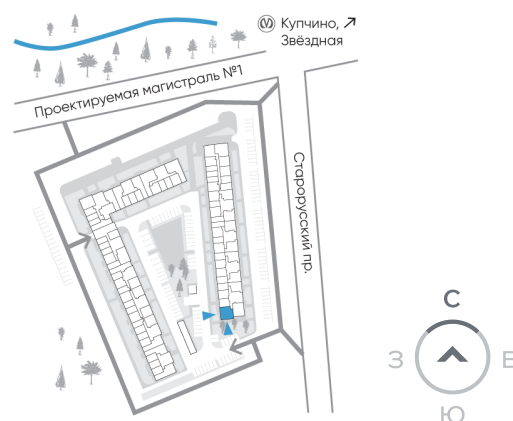 Купчино,
Звёздная
Проектируемая магистраль №1
Старорусский пр.
С
З
Ю